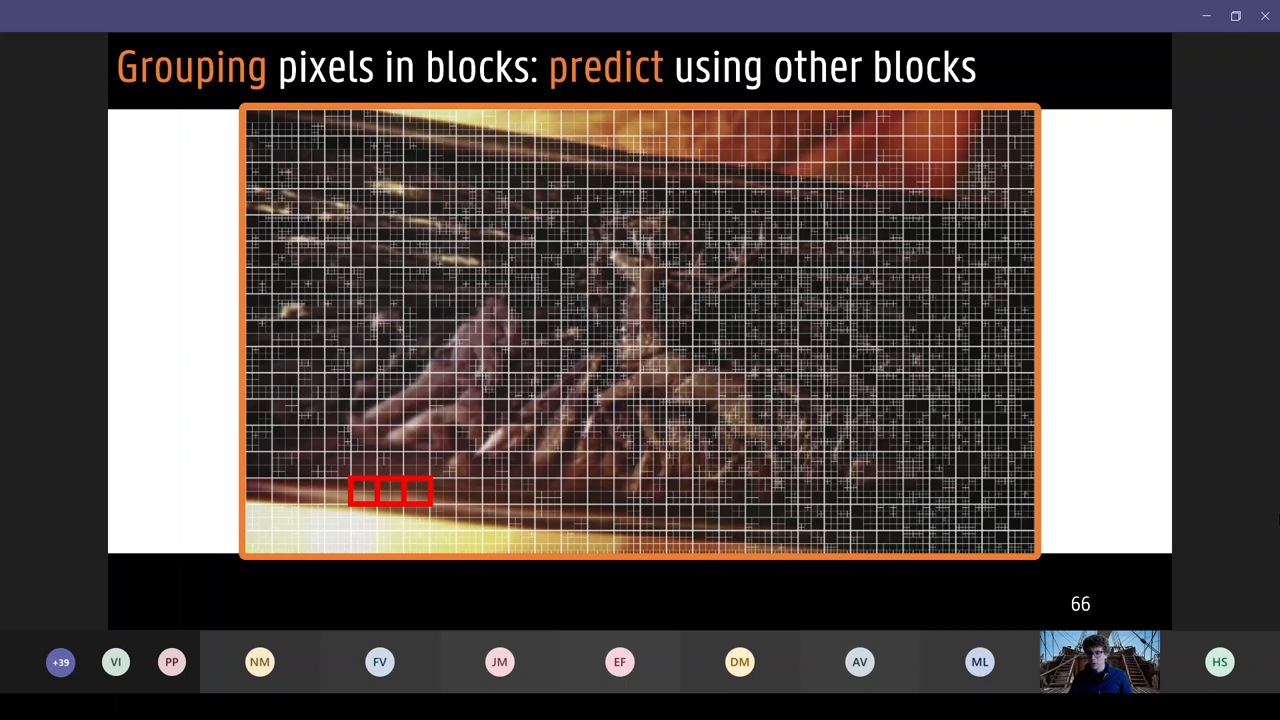 Grouping pixels in blocks: predict using other blocks
66
+39 VI PP NM FV JM EF DM AV ML HS